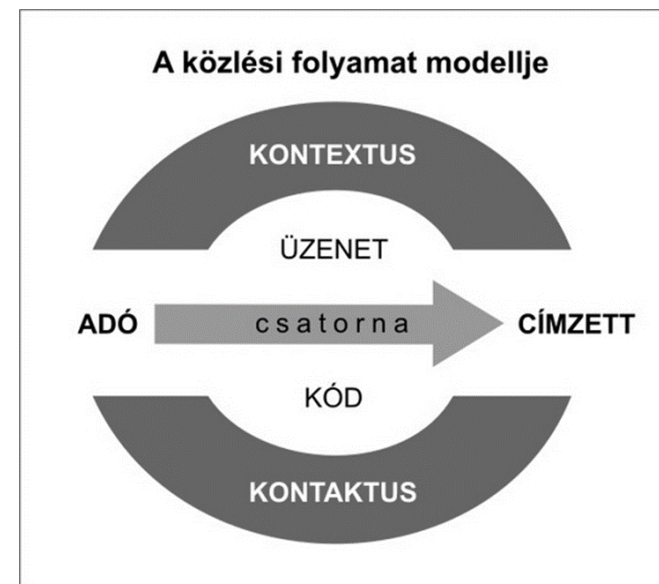 A közlési folyamat modellje
KONTEXTUS
ÜZENET
ADÓ csatorna CÍMZETT
KÓD
KONTAKTUS